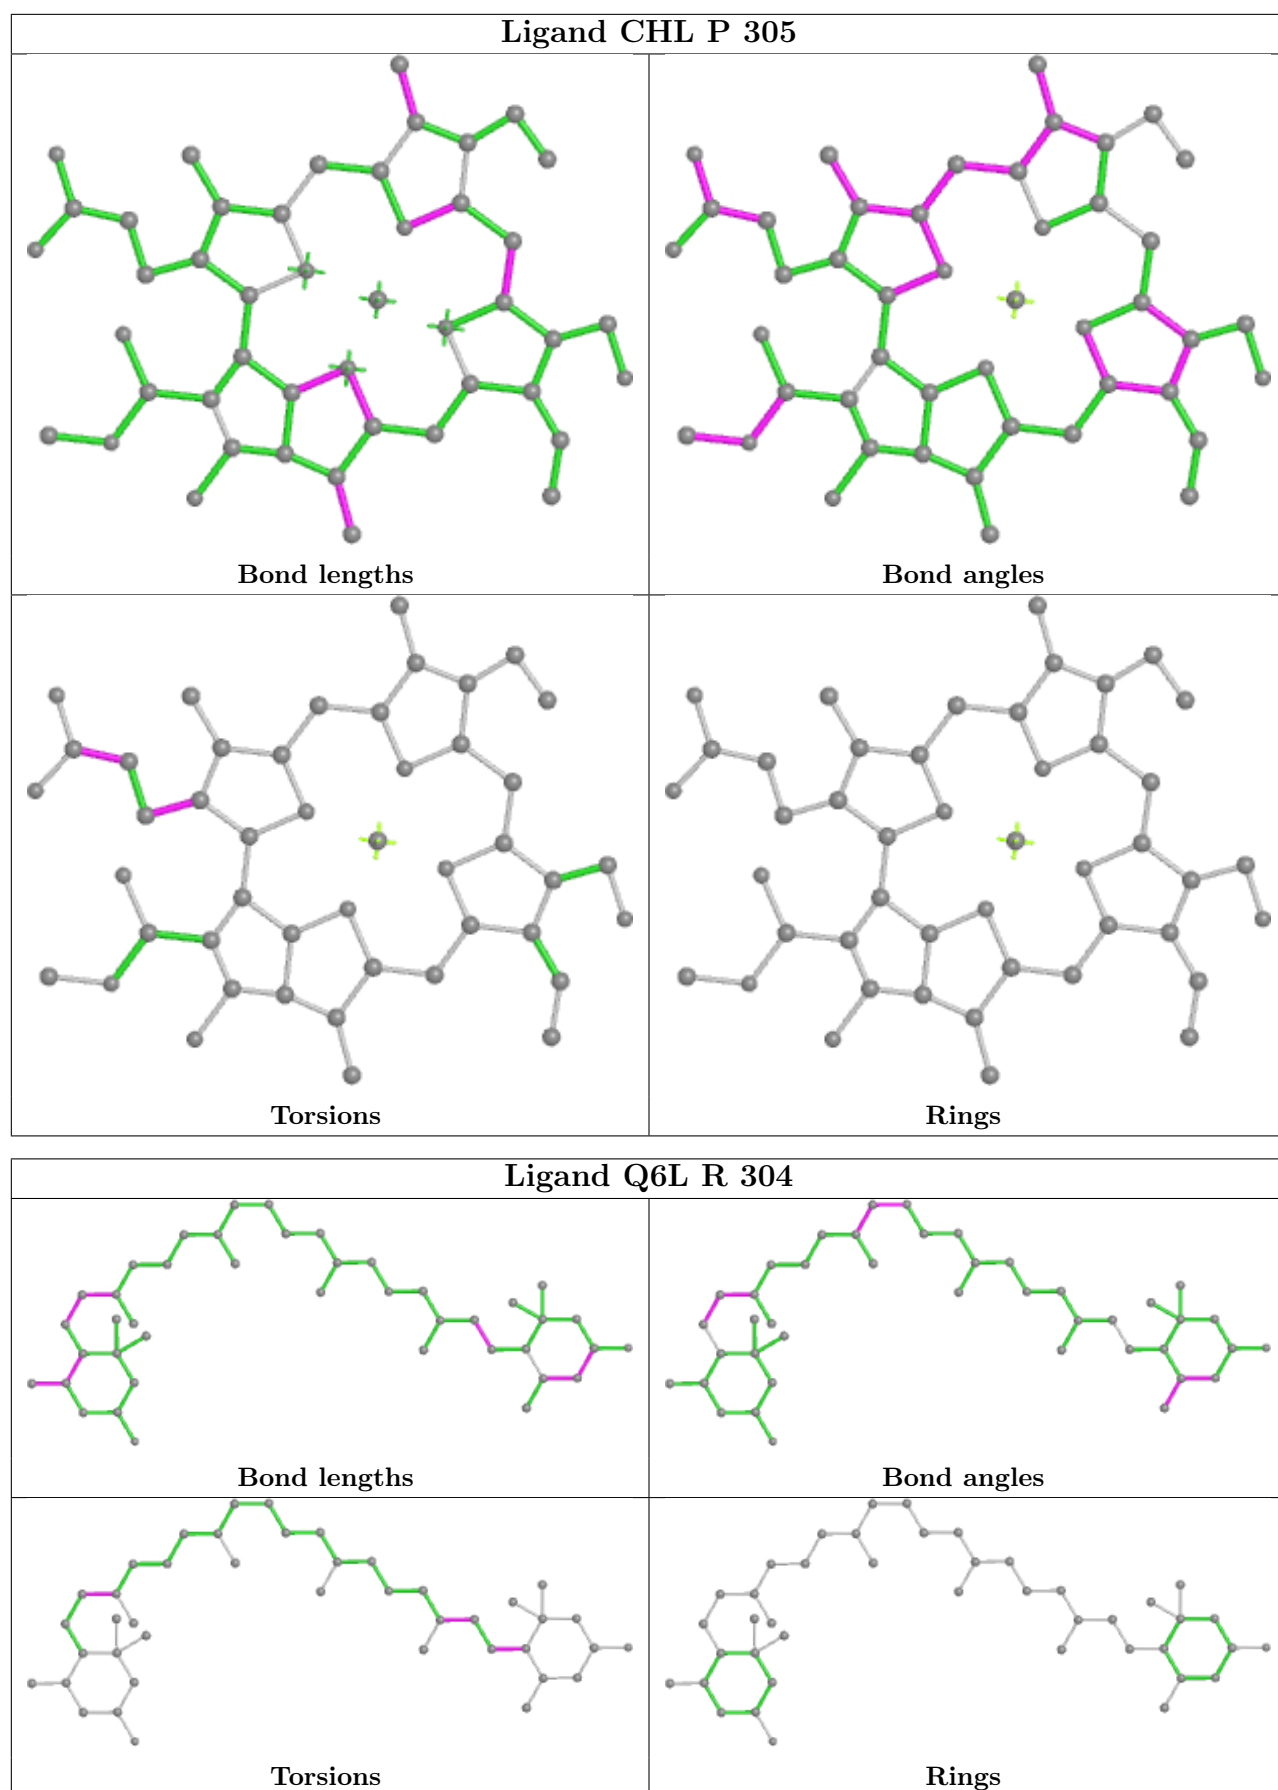 Ligand CHL P 305
Bond lengths
Bond angles
Torsions
Rings
Ligand Q6L R 304
Bond lengths
Bond angles
Torsions
Rings